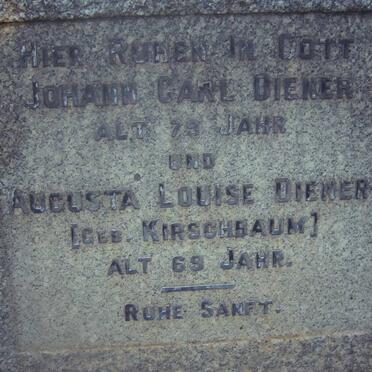 HIER RUHEN IN GOTT
JOHANN CARL DIENER
ALT 73 JAHR
UND
AUGUSTA LOUISE DIENER
[GEB. KIRSCHBAUM]
ALT 69 JAHR.
RUHE SANFT.